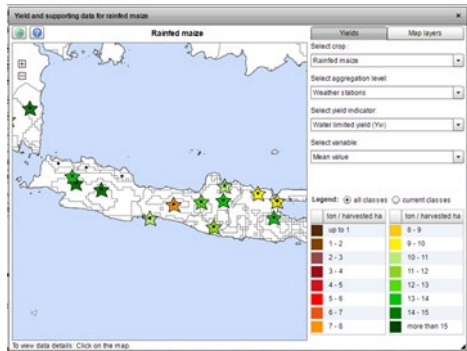 Yield and supporting data for rainfed maize
Rainfed maize
Yields
Map layers
Select crop :
Rainfed maize
Select aggregation level:
Weather stations
Select yield indicator:
Water limited yield (Yw)
Select variable:
Mean value
Legend: all classes current classes
ton / harvested ha
up to 1
1 - 2
2 - 3
3 - 4
4 - 5
5 - 6
6 - 7
7 - 8
ton / harvested ha
8 - 9
9 - 10
10 - 11
11 - 12
12 - 13
13 - 14
14 - 15
more than 15
x2
To view data details: Click on the map.